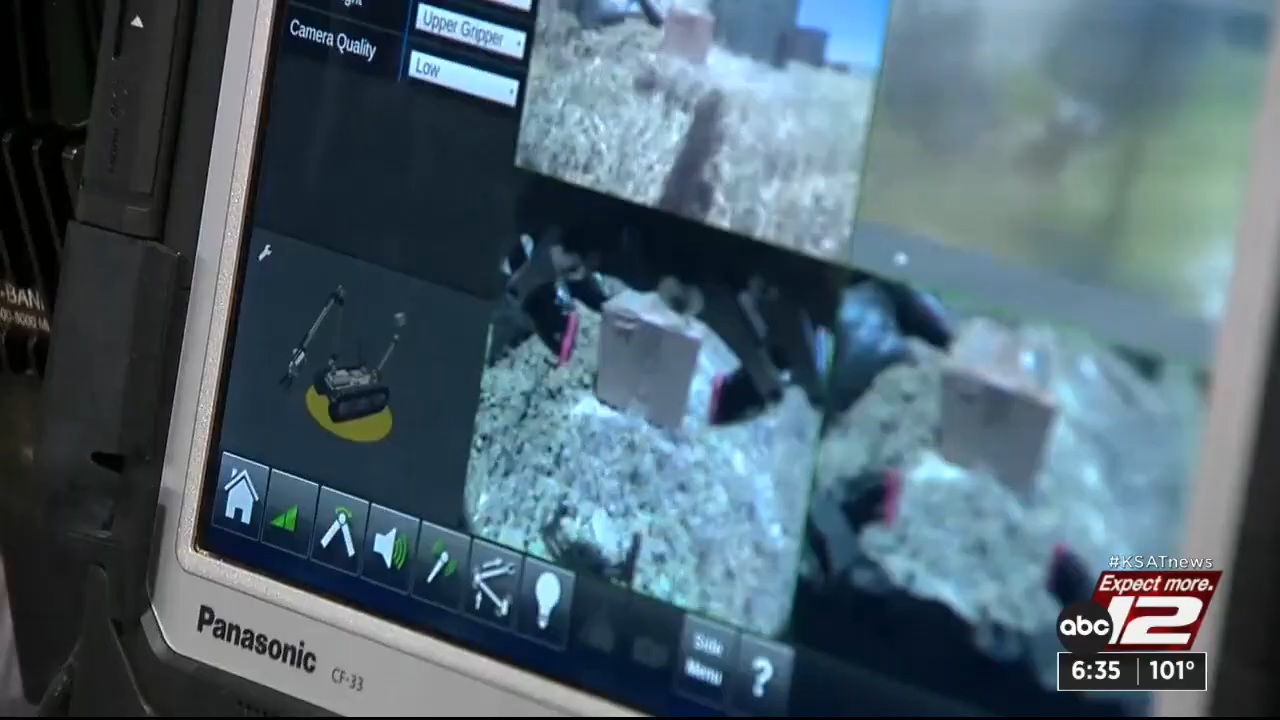 Camera Quality
Upper Gripper
Low
Side
Menu
?
Panasonic
CF-33
#KSATnews
Expect more.
abc 12
6:35 101°